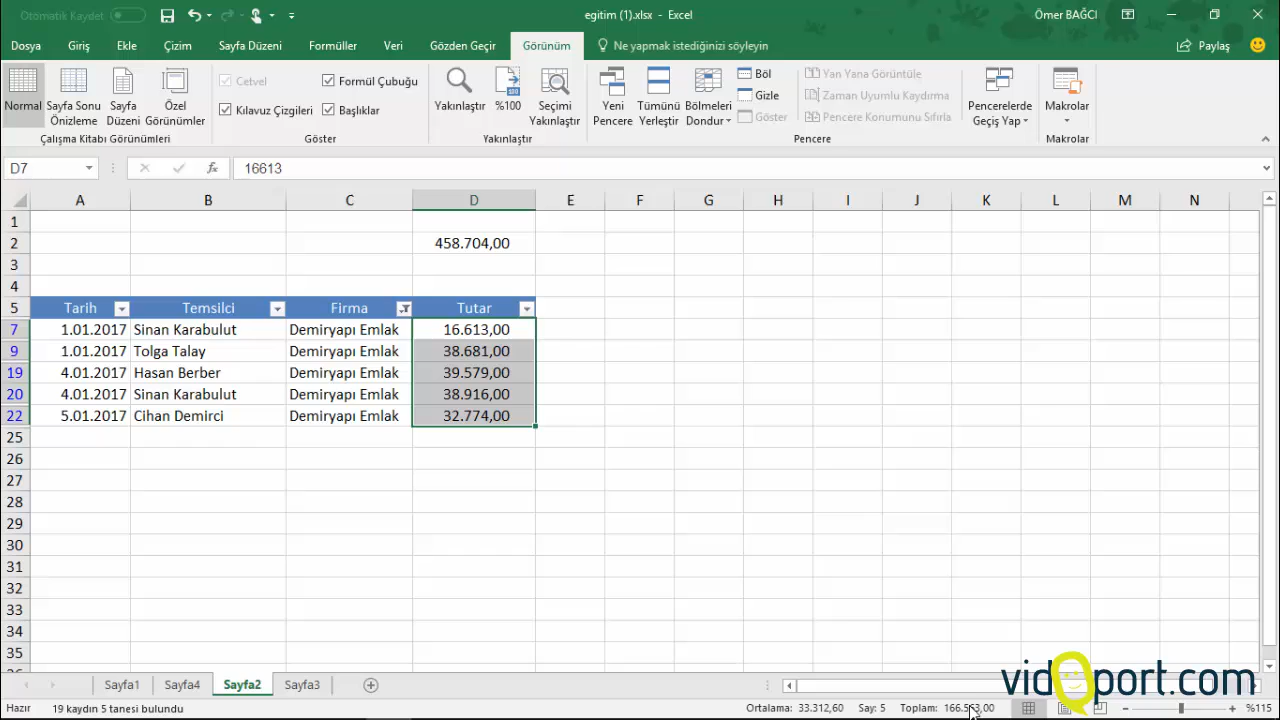 Otomatik Kaydet
egitim (1).xlsx - Excel
Ömer BAĞCI
Dosya Giriş Ekle Çizim Sayfa Düzeni Formüller Veri Gözden Geçir Görünüm Ne yapmak istediğinizi söyleyin Paylaş
Normal
Sayfa Sonu Önizleme
Sayfa Düzeni
Özel Görünümler
Çalışma Kitabı Görünümleri
Cetvel
Formül Çubuğu
Kılavuz Çizgileri
Başlıklar
Göster
Yakınlaştır
%100
Seçimi Yakınlaştır
Yakınlaştır
Yeni Pencere
Tümünü Yerleştir
Bölmeleri Dondur
Böl
Gizle
Göster
Yan Yana Görüntüle
Zaman Uyumlu Kaydırma
Pencere Konumunu Sıfırla
Pencere
Pencerelerde Geçiş Yap
Makrolar
Makrolar
D7 fx 16613
A B C D E F G H I J K L M N
1
2 458.704,00
3
4
5 Tarih Temsilci Firma Tutar
7 1.01.2017 Sinan Karabulut Demiryapı Emlak 16.613,00
9 1.01.2017 Tolga Talay Demiryapı Emlak 38.681,00
19 4.01.2017 Hasan Berber Demiryapı Emlak 39.579,00
20 4.01.2017 Sinan Karabulut Demiryapı Emlak 38.916,00
22 5.01.2017 Cihan Demirci Demiryapı Emlak 32.774,00
25
26
27
28
29
30
31
32
33
34
35
Sayfa1 Sayfa4 Sayfa2 Sayfa3
vidoport.com
Hazır 19 kaydın 5 tanesi bulundu Ortalama: 33.312,60 Say: 5 Toplam: 166.563,00 %115